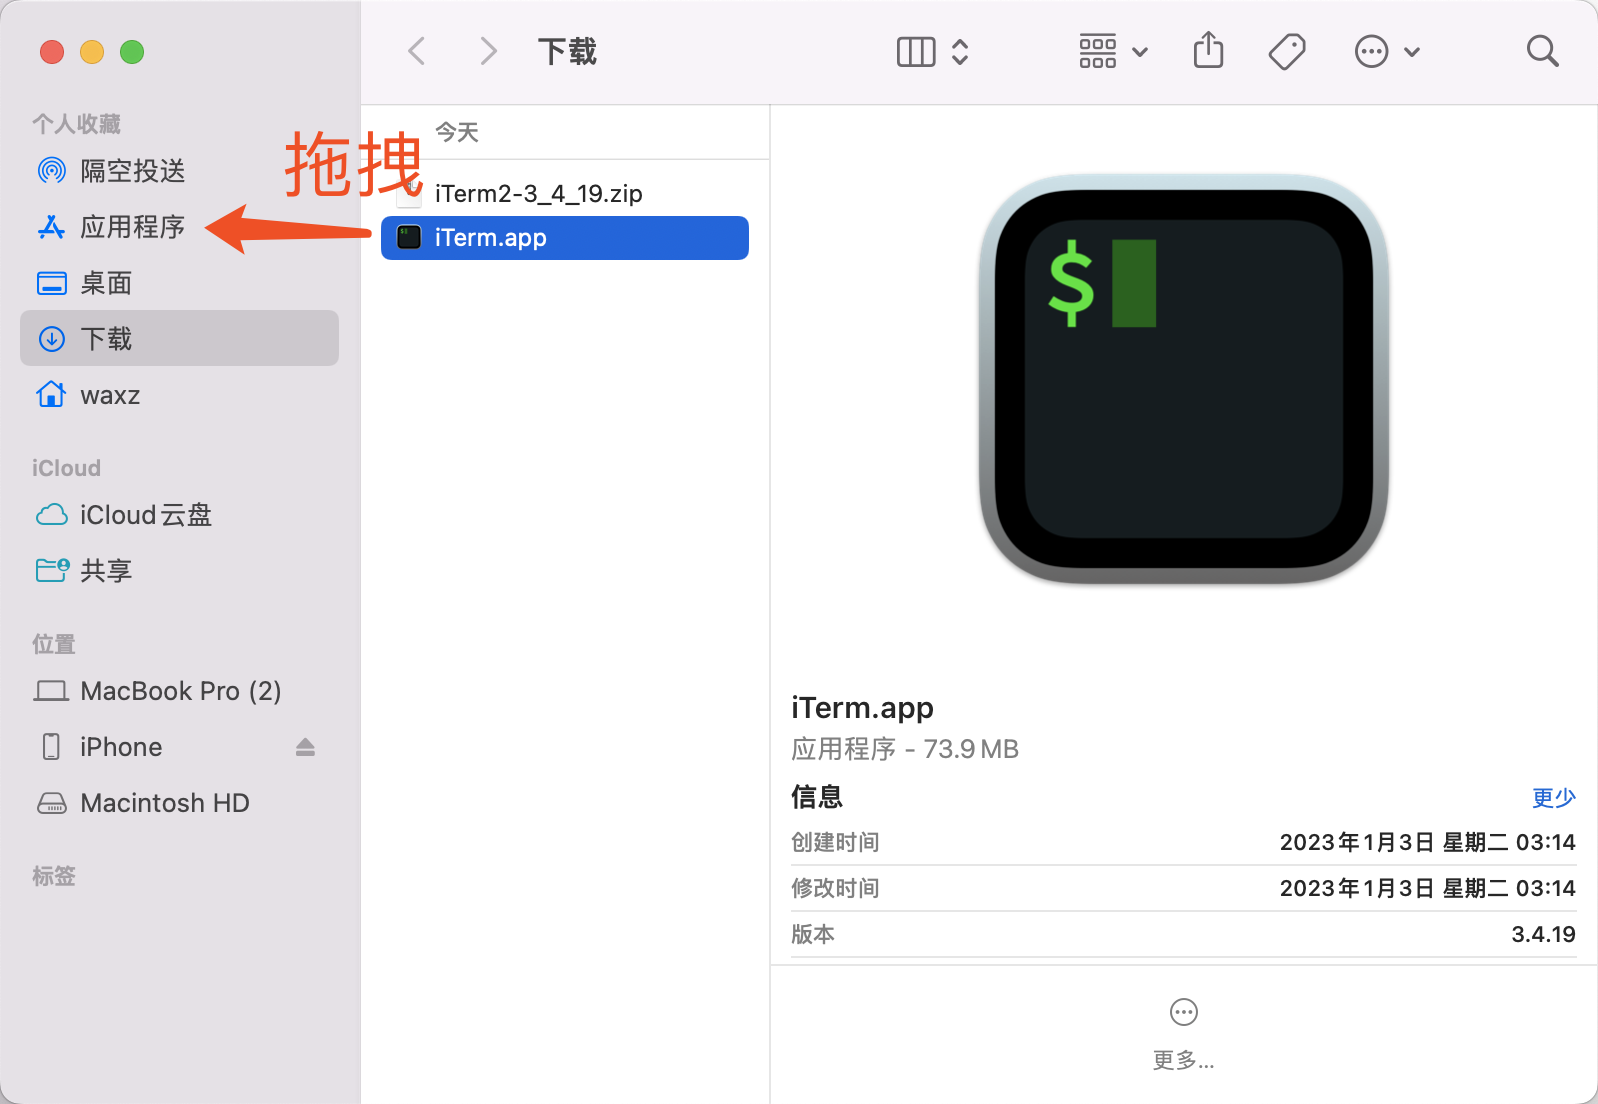 下载
个人收藏
隔空投送
应用程序
桌面
下载
waxz
iCloud
iCloud云盘
共享
位置
MacBook Pro (2)
iPhone
Macintosh HD
标签
拖拽
今天
iTerm2-3_4_19.zip
iTerm.app
$
iTerm.app
应用程序 - 73.9 MB
信息 更少
创建时间 2023年1月3日 星期二 03:14
修改时间 2023年1月3日 星期二 03:14
版本 3.4.19
更多...